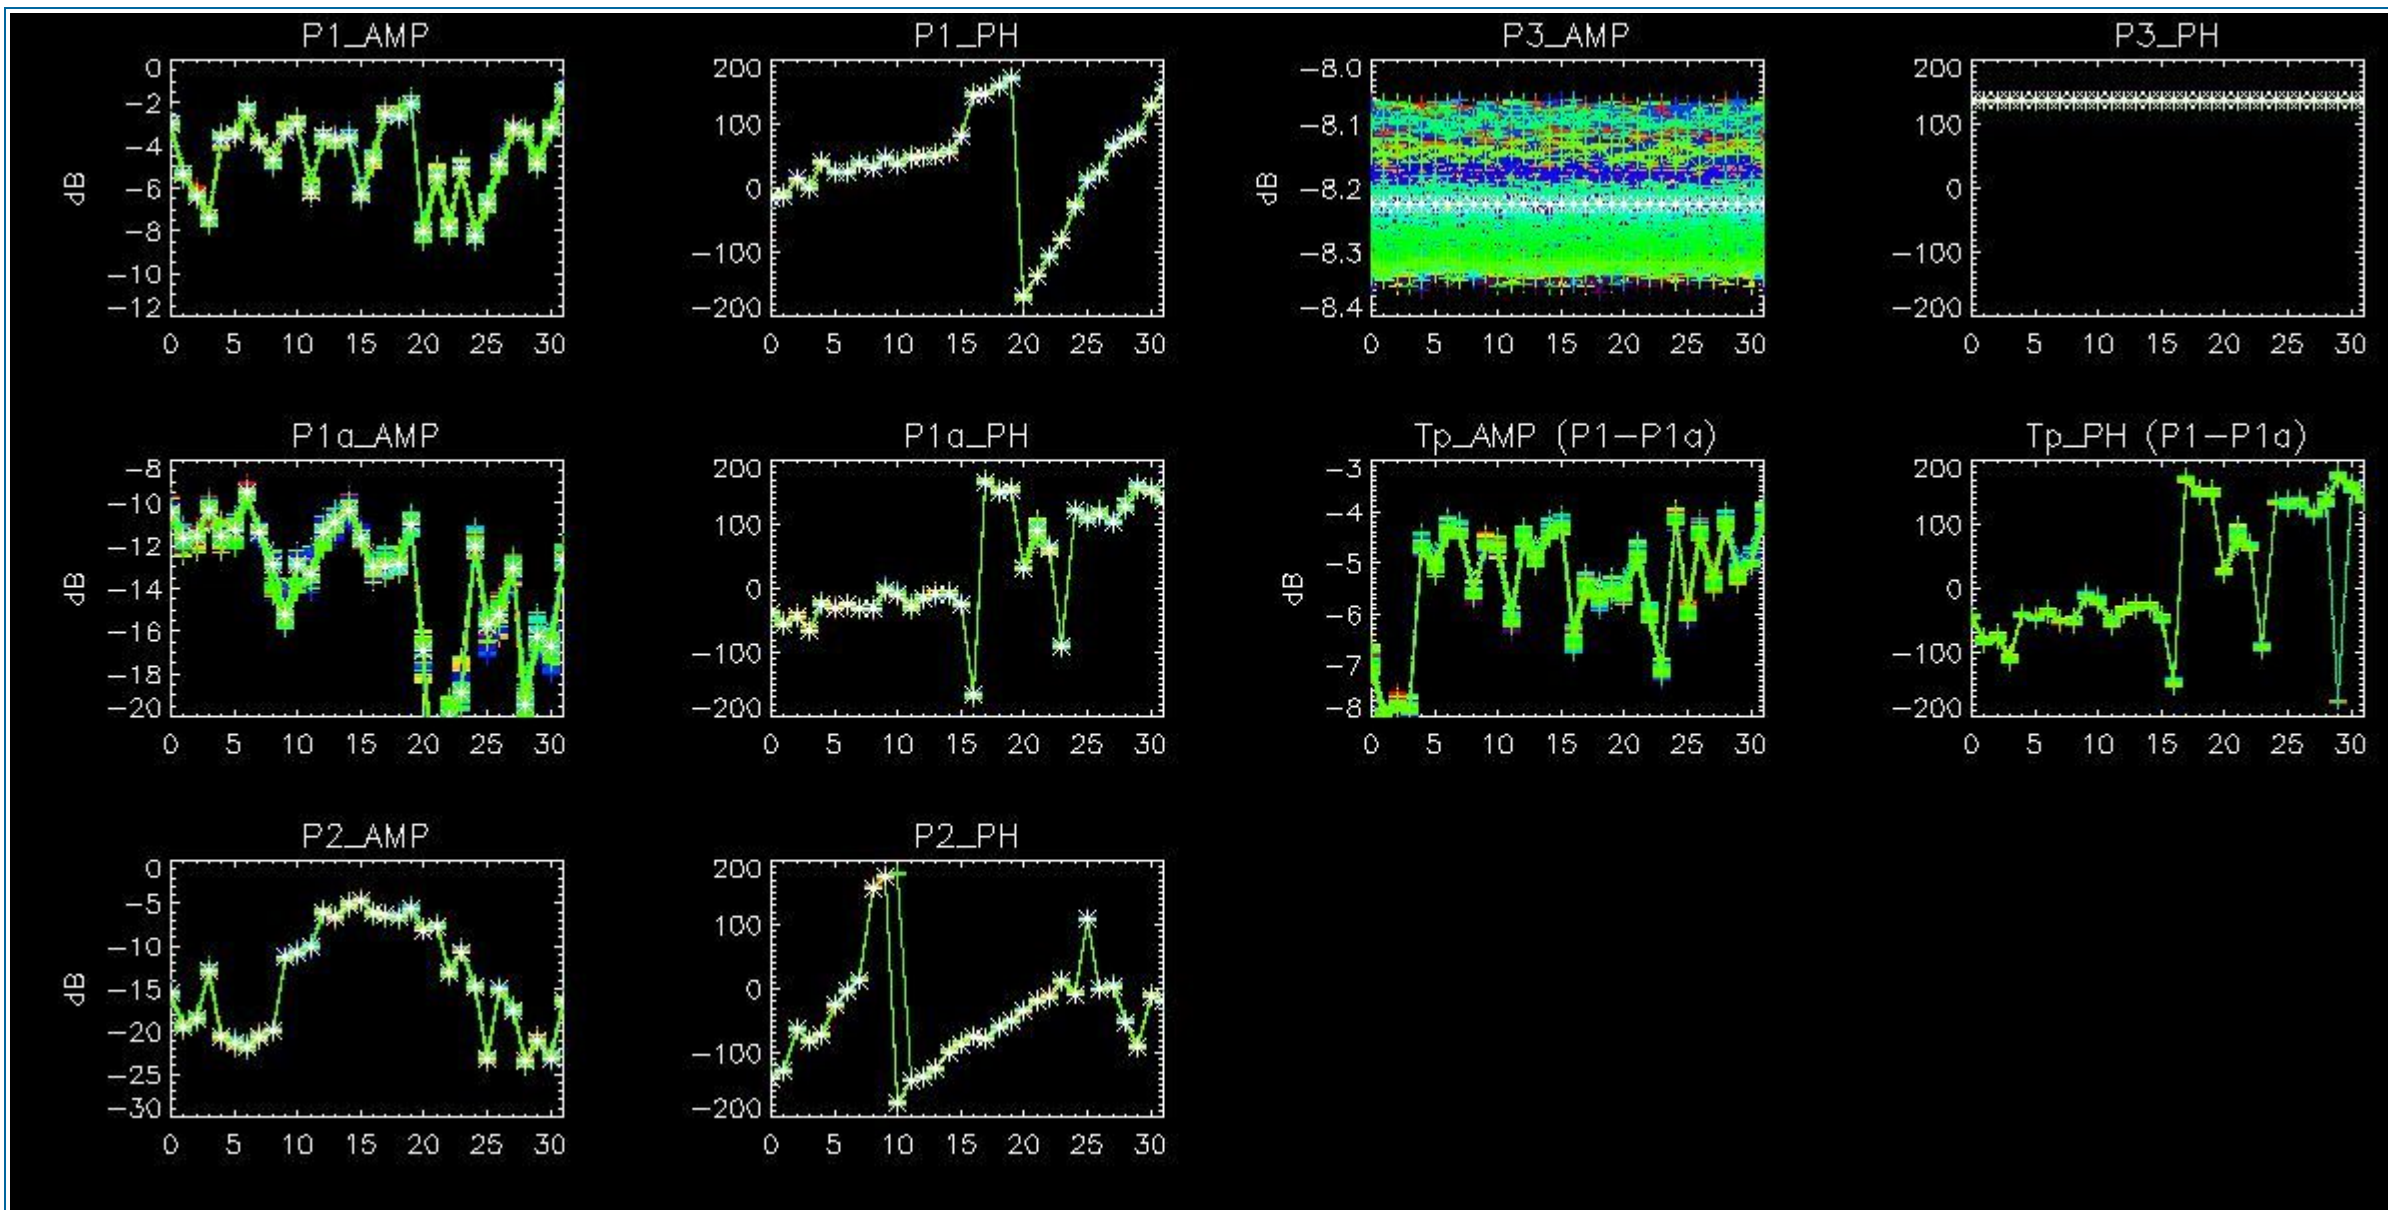 P1_AMP
0
−2
−4
−6
−8
−10
−12
dB
0 5 10 15 20 25 30
P1_PH
200
100
0
−100
−200
0 5 10 15 20 25 30
P3_AMP
−8.0
−8.1
−8.2
−8.3
−8.4
dB
0 5 10 15 20 25 30
P3_PH
200
100
0
−100
−200
0 5 10 15 20 25 30
P1a_AMP
−8
−10
−12
−14
−16
−18
−20
dB
0 5 10 15 20 25 30
P1a_PH
200
100
0
−100
−200
0 5 10 15 20 25 30
Tp_AMP (P1−P1a)
−3
−4
−5
−6
−7
−8
dB
0 5 10 15 20 25 30
Tp_PH (P1−P1a)
200
100
0
−100
−200
0 5 10 15 20 25 30
P2_AMP
0
−5
−10
−15
−20
−25
−30
dB
0 5 10 15 20 25 30
P2_PH
200
100
0
−100
−200
0 5 10 15 20 25 30